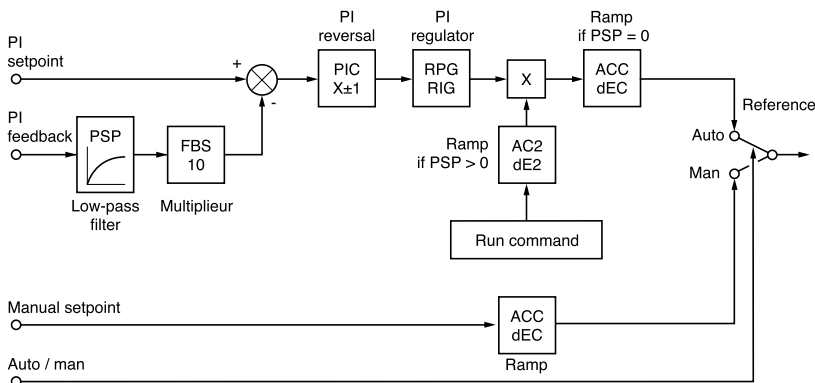 PI
setpoint
+
-
PI
reversal
PIC
X±1
PI
regulator
RPG
RIG
X
Ramp
if PSP = 0
ACC
dEC
Reference
PI
feedback
PSP
Low-pass
filter
FBS
10
Multiplieur
Ramp
if PSP > 0
AC2
dE2
Run command
Auto
Man
Manual setpoint
ACC
dEC
Ramp
Auto / man